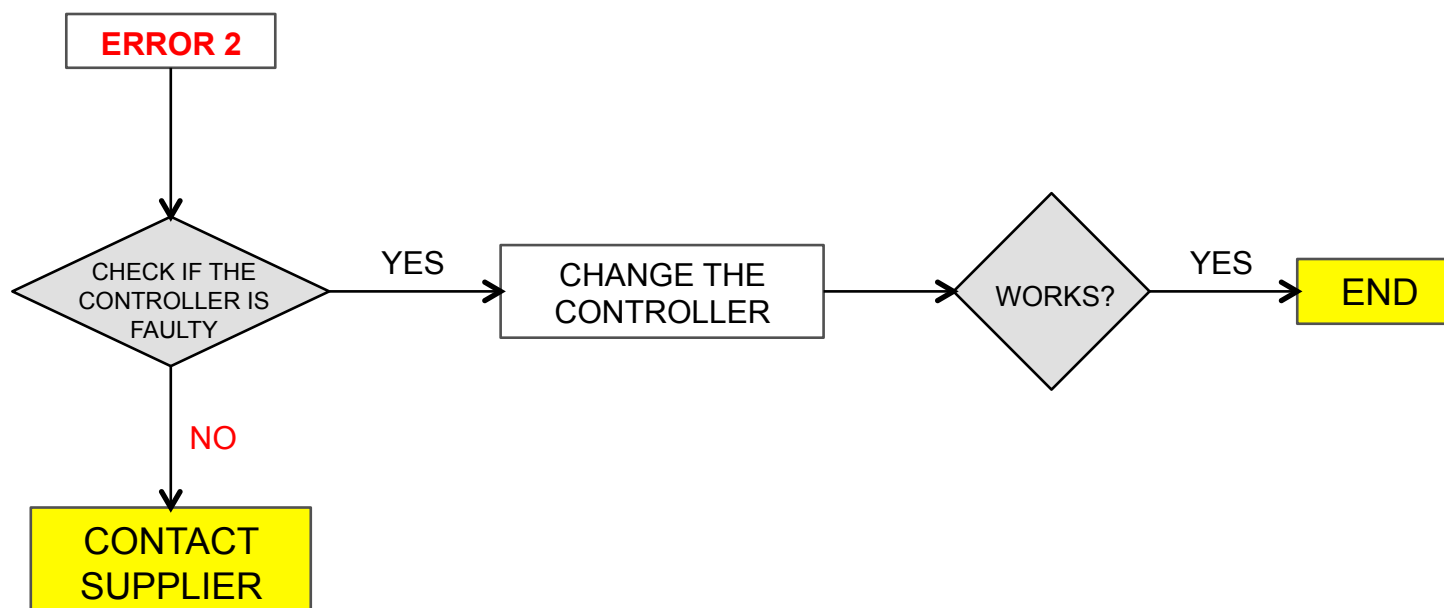 ERROR 2
CHECK IF THE
CONTROLLER IS
FAULTY
YES
CHANGE THE
CONTROLLER
WORKS?
YES
END
NO
CONTACT
SUPPLIER